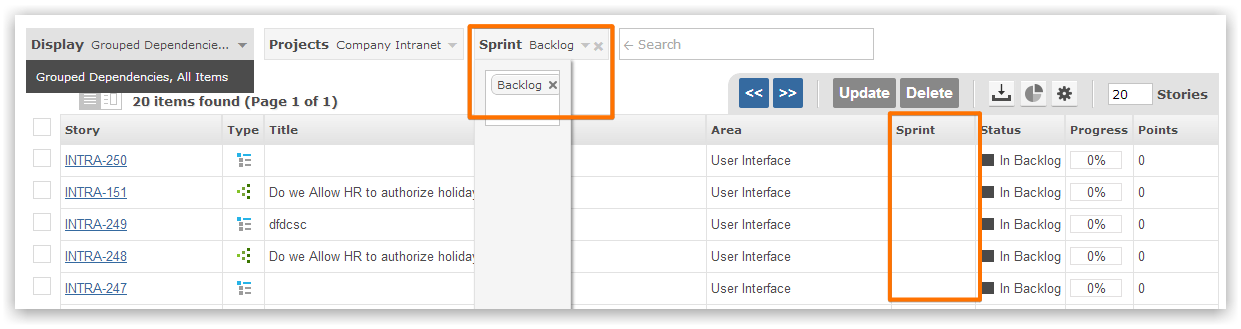 Display Grouped Dependencie... Projects Company Intranet Sprint Backlog Search
Grouped Dependencies, All Items
Backlog
20 items found (Page 1 of 1) << >> Update Delete 20 Stories
Story Type Title Area Sprint Status Progress Points
INTRA-250 User Interface In Backlog 0% 0
INTRA-151 Do we Allow HR to authorize holiday User Interface In Backlog 0% 0
INTRA-249 dfdcsc User Interface In Backlog 0% 0
INTRA-248 Do we Allow HR to authorize holiday User Interface In Backlog 0% 0
INTRA-247 User Interface In Backlog 0% 0